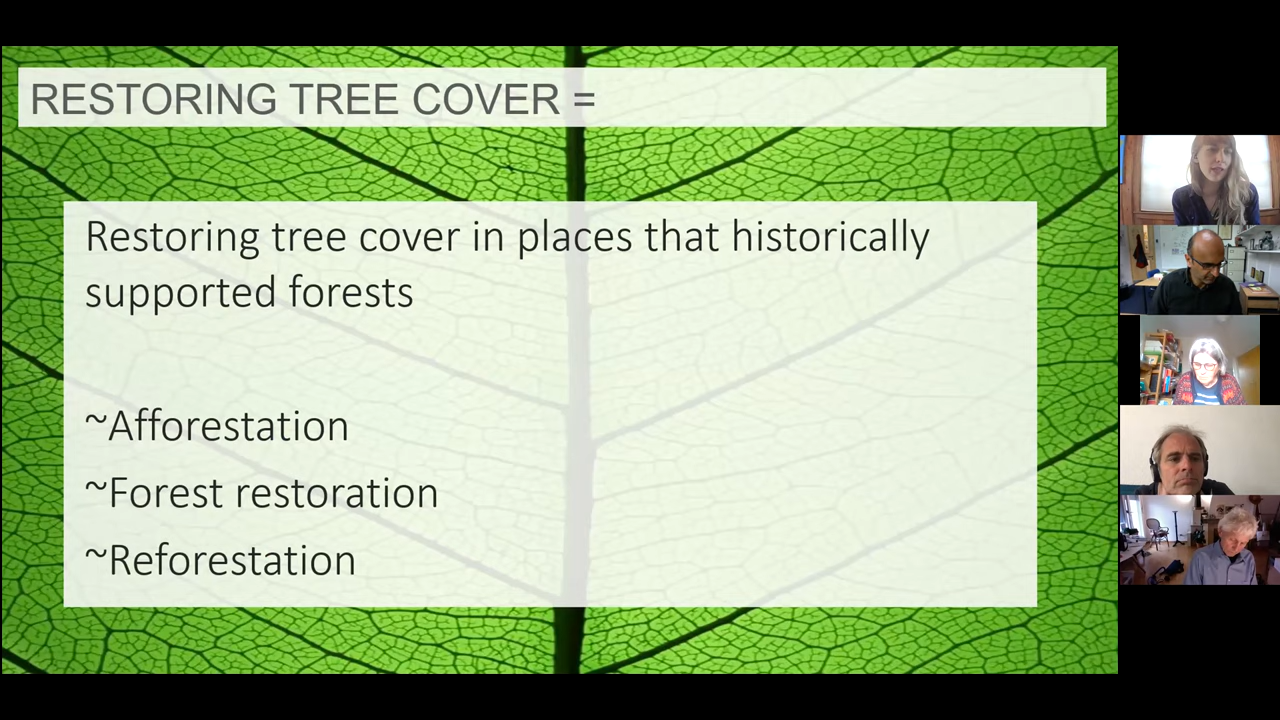 RESTORING TREE COVER =
Restoring tree cover in places that historically
supported forests
~Afforestation
~Forest restoration
~Reforestation